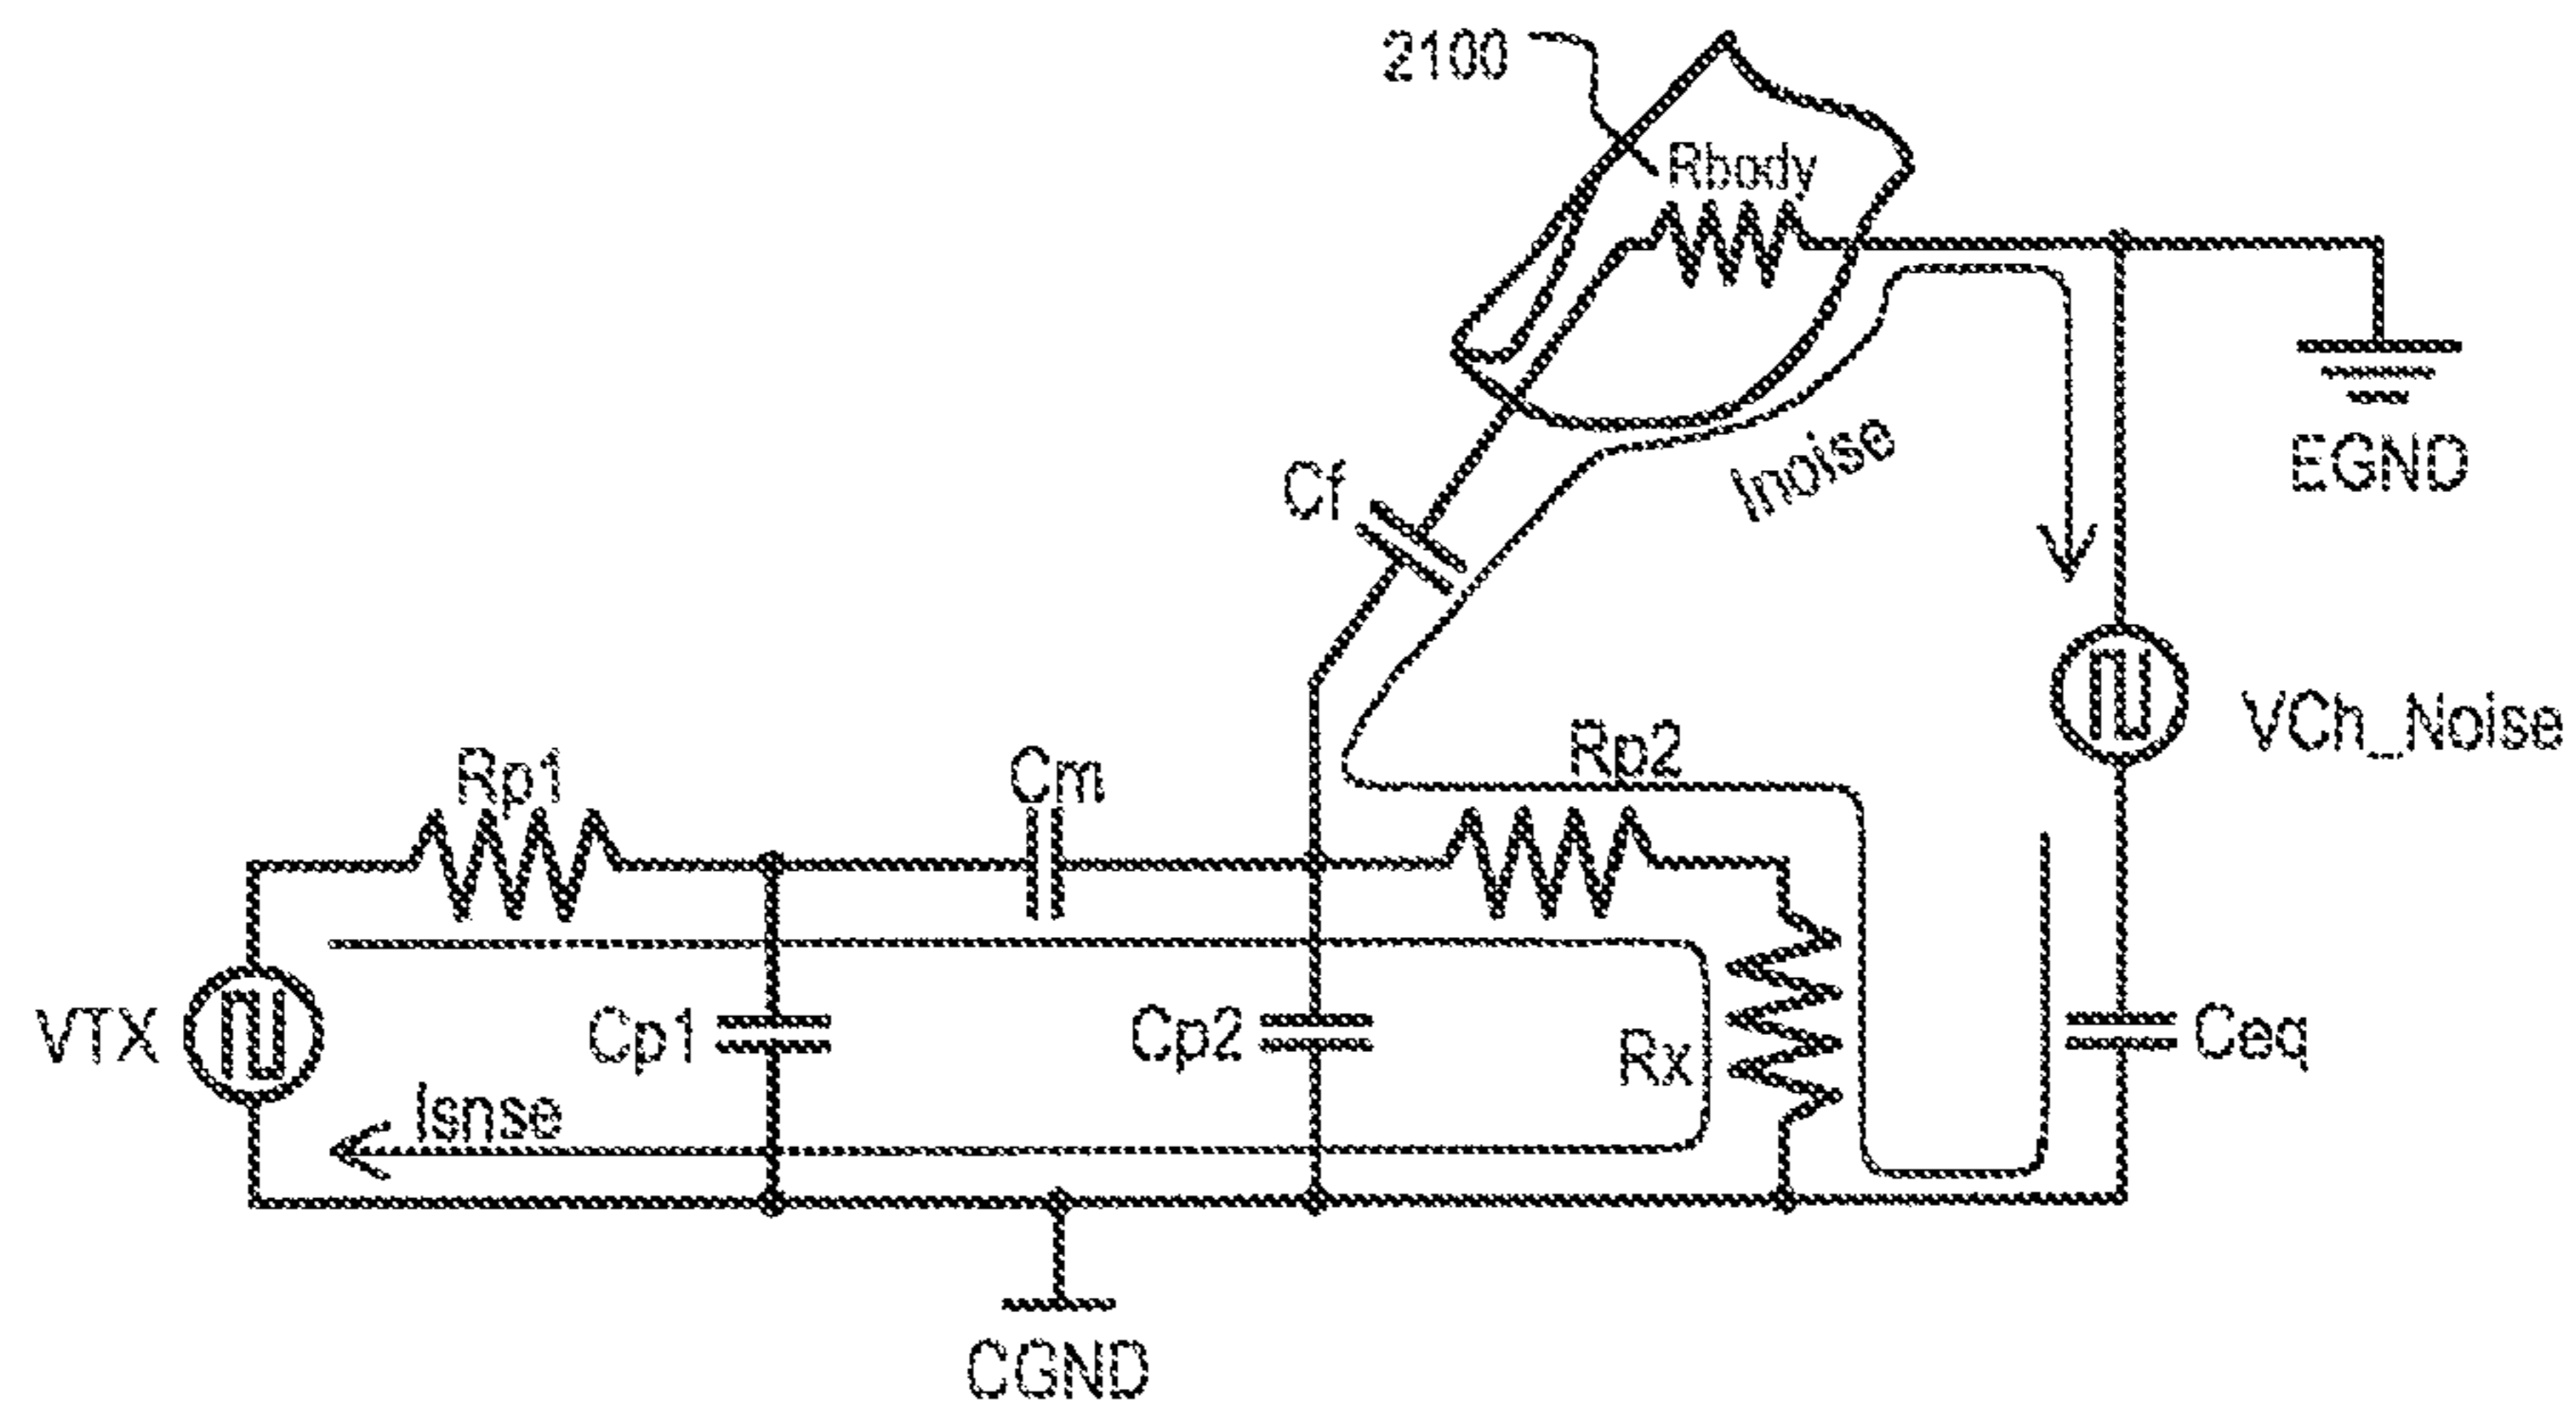 2100
Rbody
EGND
Cf
Inoise
VCh_Noise
Rp1
Cm
Rp2
VTX
Cp1
Cp2
Rx
Ceq
Isnse
CGND